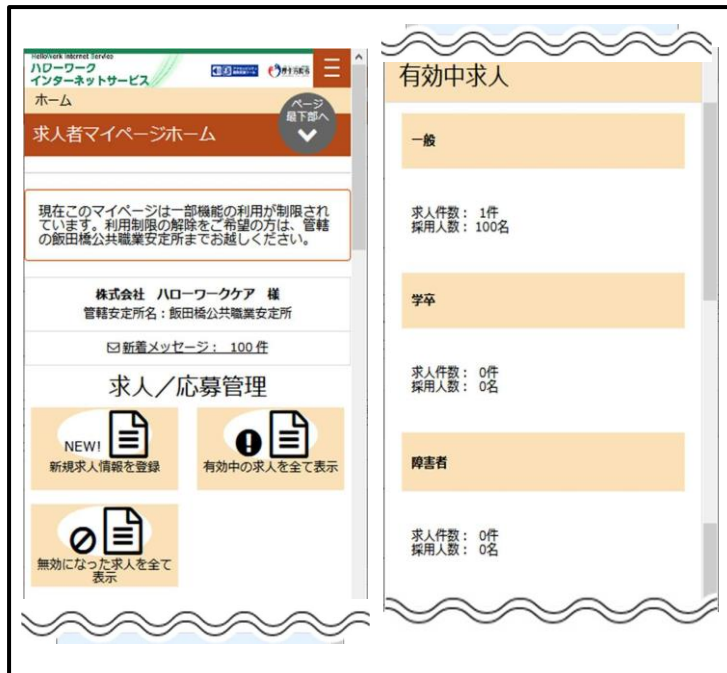 HelloWork Internet Service
ハローワーク
インターネットサービス
ホーム
ページ
最下部へ
求人者マイページホーム
現在このマイページは一部機能の利用が制限され
ています。利用制限の解除をご希望の方は、管轄
の飯田橋公共職業安定所までお越しください。
株式会社 ハローワークケア 様
管轄安定所名：飯田橋公共職業安定所
新着メッセージ： 100 件
求人／応募管理
NEW!
新規求人情報を登録
有効中の求人を全て表示
無効になった求人を全て
表示
有効中求人
一般
求人件数： 1件
採用人数： 100名
学卒
求人件数： 0件
採用人数： 0名
障害者
求人件数： 0件
採用人数： 0名